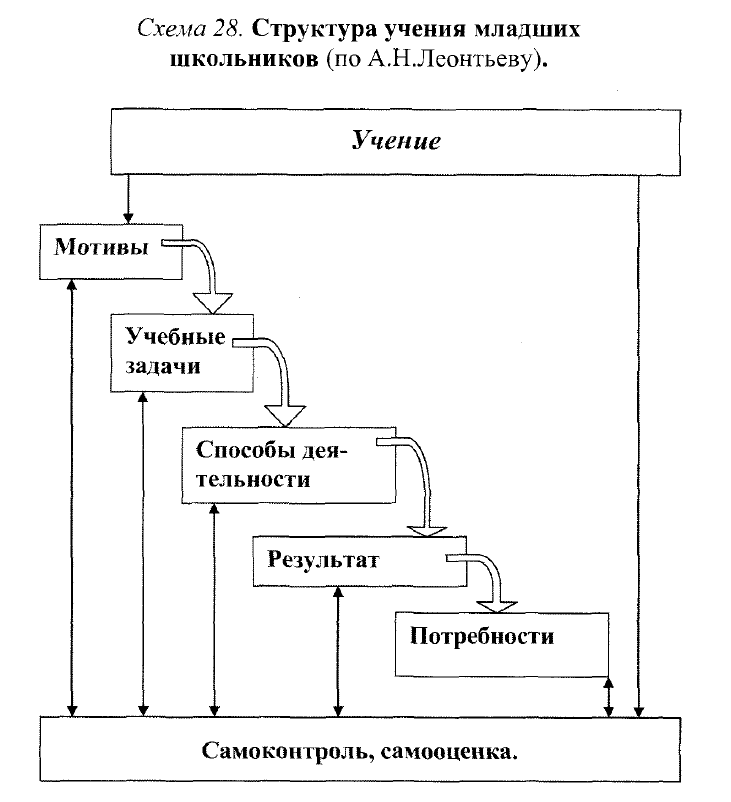 Схема 28. Структура учения младших
школьников (по А.Н.Леонтьеву).
Учение
Мотивы
Учебные
задачи
Способы дея-
тельности
Результат
Потребности
Самоконтроль, самооценка.